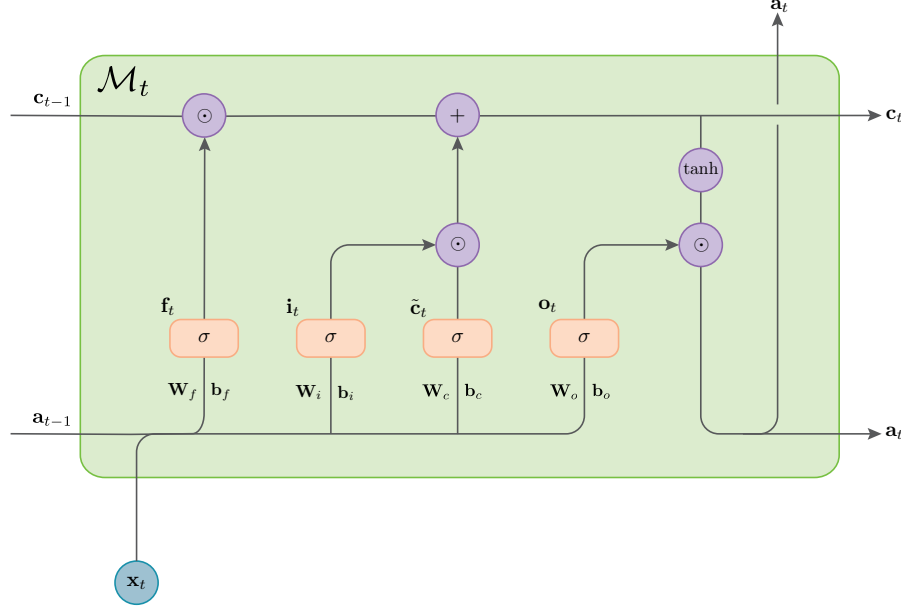 a_t
M_t
c_{t−1}
⊙
+
c_t
tanh
⊙
⊙
f_t
i_t
c̃_t
o_t
σ
σ
σ
σ
W_f b_f
W_i b_i
W_c b_c
W_o b_o
a_{t−1}
a_t
x_t